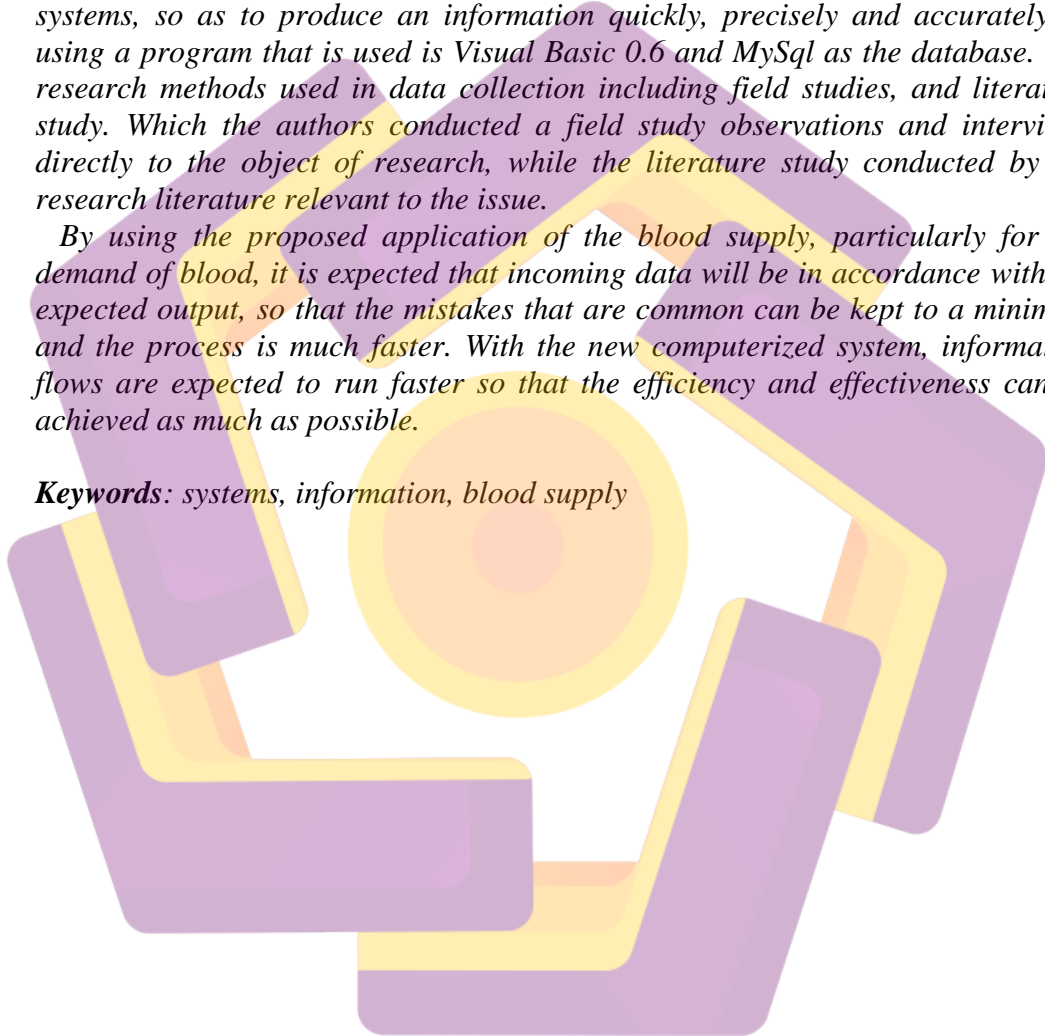 systems, so as to produce an information quickly, precisely and accurately
using a program that is used is Visual Basic 0.6 and MySql as the database.
research methods used in data collection including field studies, and
study. Which the authors conducted a field study observations and
directly to the object of research, while the literature study conducted by
research literature relevant to the issue.
By using the proposed application of the blood supply, particularly for
demand of blood, it is expected that incoming data will be in accordance with
expected output, so that the mistakes that are common can be kept to a
and the process is much faster. With the new computerized system,
flows are expected to run faster so that the efficiency and effectiveness can
achieved as much as possible.
Keywords: systems, information, blood supply